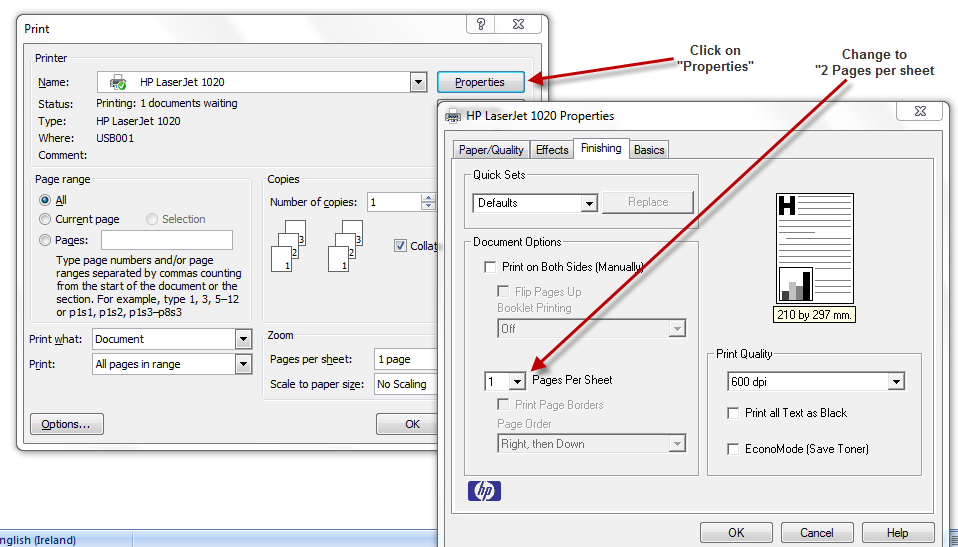 Print
Printer
Name: HP LaserJet 1020 Properties
Status: Printing: 1 documents waiting
Type: HP LaserJet 1020
Where: USB001
Comment:
Page range
All
Current page Selection
Pages:
Type page numbers and/or page
ranges separated by commas counting
from the start of the document or the
section. For example, type 1, 3, 5–12
or p1s1, p1s2, p1s3–p8s3
Copies
Number of copies: 1
1 2 3 1 2 3
Collat
Print what: Document
Print: All pages in range
Zoom
Pages per sheet: 1 page
Scale to paper size: No Scaling
Options... OK
Click on
"Properties"
Change to
"2 Pages per sheet
HP LaserJet 1020 Properties
Paper/Quality Effects Finishing Basics
Quick Sets
Defaults Replace
Document Options
Print on Both Sides (Manually)
Flip Pages Up
Booklet Printing
Off
1 Pages Per Sheet
Print Page Borders
Page Order
Right, then Down
H
210 by 297 mm.
Print Quality
600 dpi
Print all Text as Black
EconoMode (Save Toner)
hp
OK Cancel Help
nglish (Ireland)